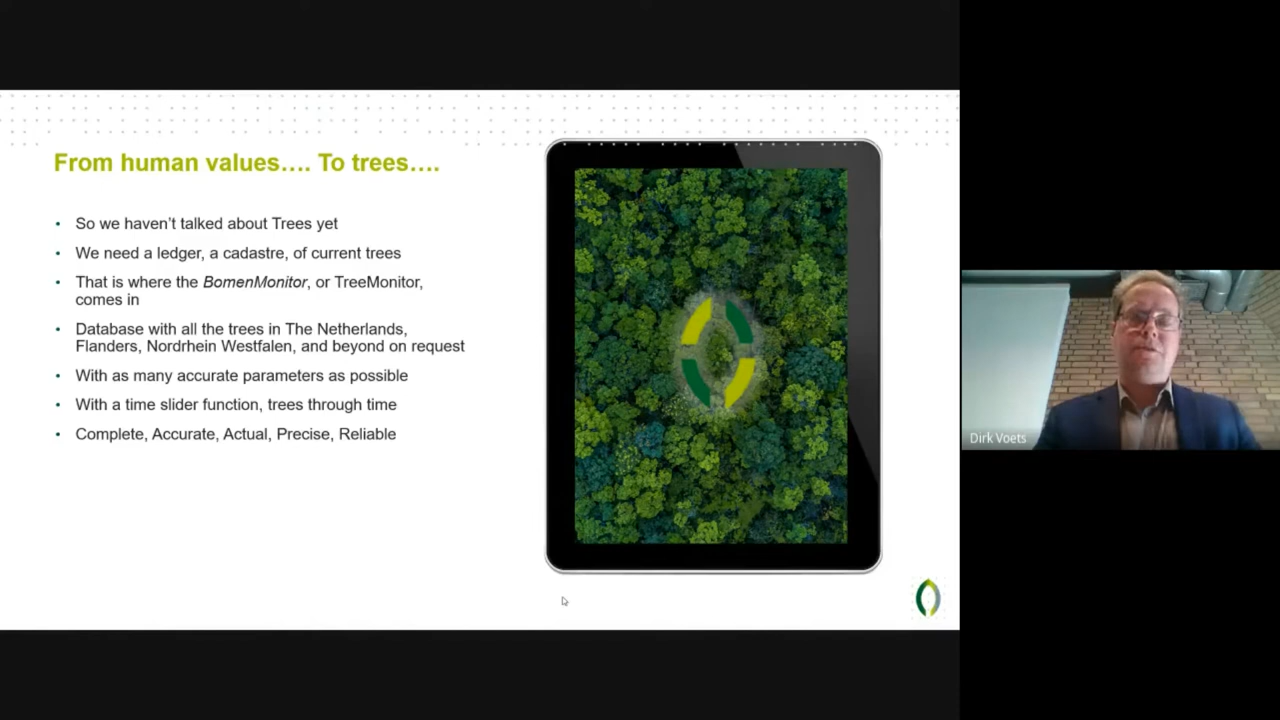 From human values…. To trees….
• So we haven’t talked about Trees yet
• We need a ledger, a cadastre, of current trees
• That is where the BomenMonitor, or TreeMonitor,
comes in
• Database with all the trees in The Netherlands,
Flanders, Nordrhein Westfalen, and beyond on request
• With as many accurate parameters as possible
• With a time slider function, trees through time
• Complete, Accurate, Actual, Precise, Reliable
Dirk Voets